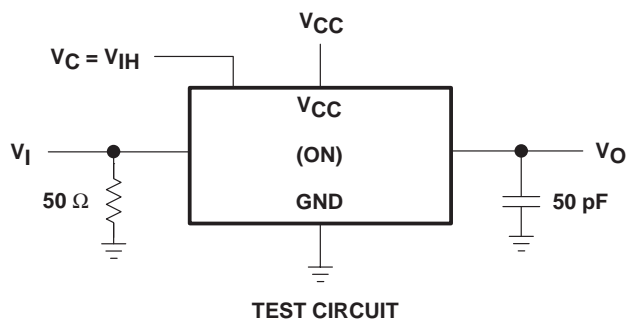 VCC
VC = VIH
VCC
VI
(ON)
VO
50 Ω
GND
50 pF
TEST CIRCUIT